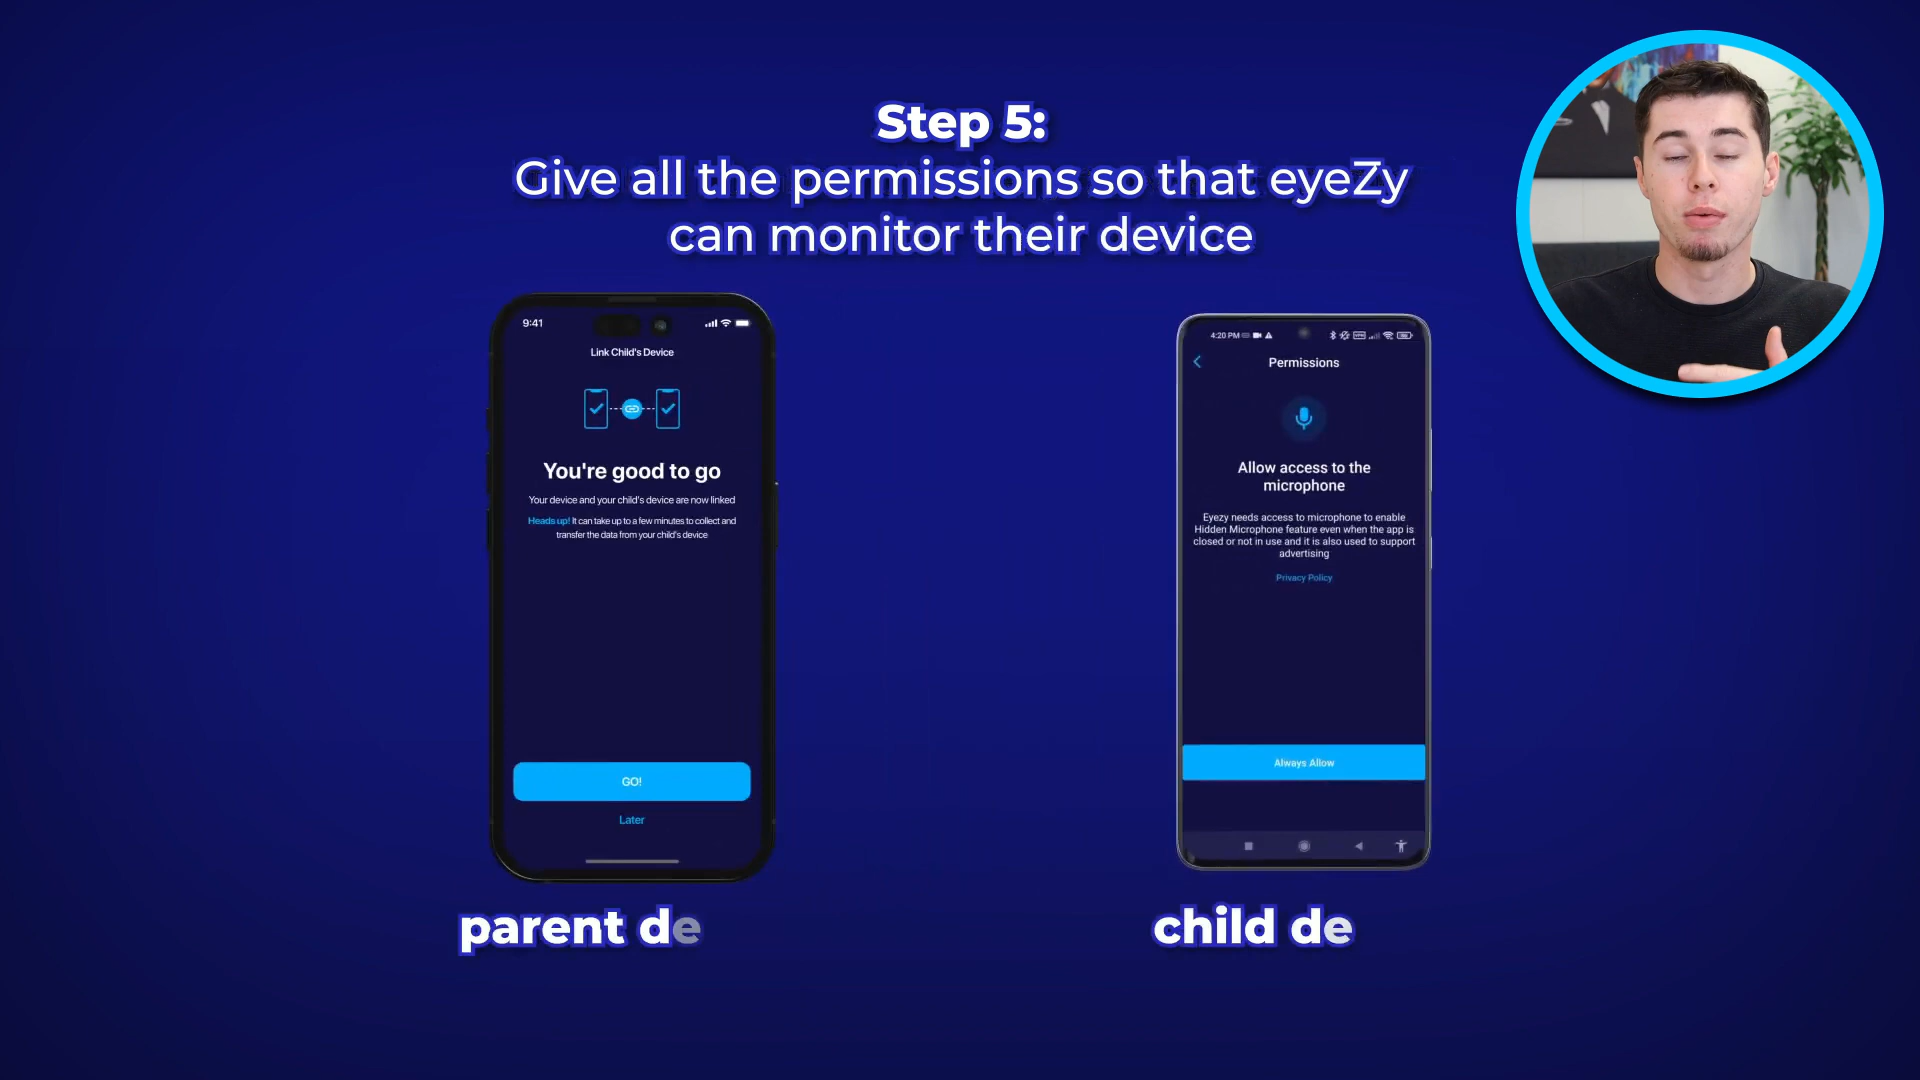 Step 5:
Give all the permissions so that eyeZy
can monitor their device
9:41
Link Child's Device
You're good to go
Your device and your child's device are now linked
Heads up! It can take up to a few minutes to collect and
transfer the data from your child's device
GO!
Later
parent de
4:20 PM
Permissions
Allow access to the
microphone
Eyezy needs access to microphone to enable
Hidden Microphone feature even when the app is
closed or not in use and it is also used to support
advertising
Privacy Policy
Always Allow
child de